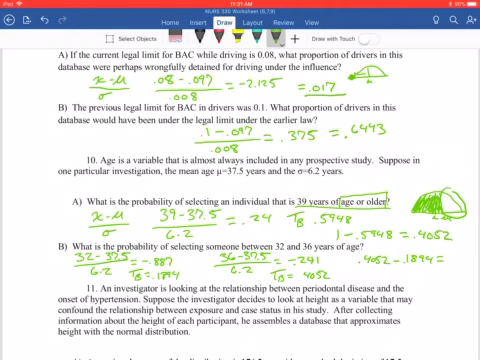 11:31 AM
NURS 330 Worksheet (6,7,9)
Home Insert Draw Layout Review View
Select Objects
Draw with Touch
A) If the current legal limit for BAC while driving is 0.08, what proportion of drivers in this
database were perhaps wrongfully detained for driving under the influence?
x-μ/σ .08-.097/.008 = -2.125 = .017
B) The previous legal limit for BAC in drivers was 0.1. What proportion of drivers in this
database would have been under the legal limit under the earlier law?
.1-.097/.008 = .375 = .6443
10. Age is a variable that is almost always included in any prospective study. Suppose in
one particular investigation, the mean age μ=37.5 years and the σ=6.2 years.
A) What is the probability of selecting an individual that is 39 years of age or older?
x-μ/σ 39-37.5/6.2 = .24 TB .5948
1-.5948 = .4052
B) What is the probability of selecting someone between 32 and 36 years of age?
32-37.5/6.2 = -.887 36-37.5/6.2 = -.241 .4052-.1894=
TB = .1894 TB = 4052
11. An investigator is looking at the relationship between periodontal disease and the
onset of hypertension. Suppose the investigator decides to look at height as a variable that may
confound the relationship between exposure and case status in his study. After collecting
information about the height of each participant, he assembles a database that approximates
height with the normal distribution.